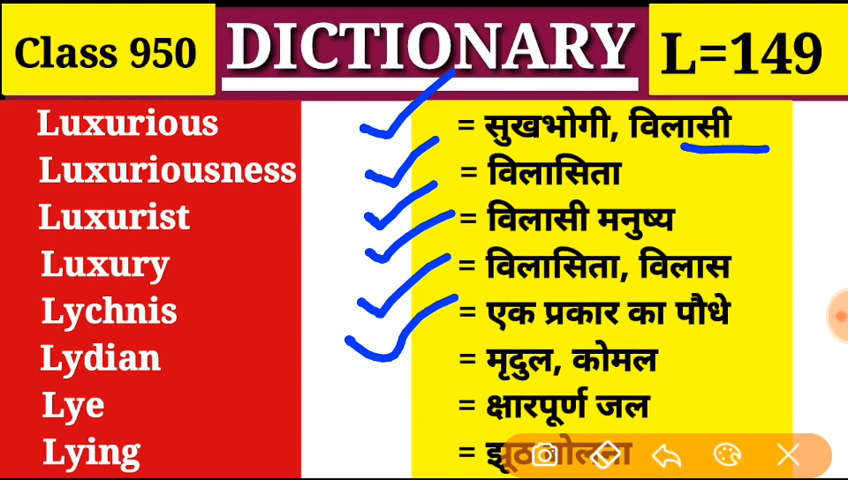 Class 950 DICTIONARY L=149
Luxurious = सुखभोगी, विलासी
Luxuriousness = विलासिता
Luxurist = विलासी मनुष्य
Luxury = विलासिता, विलास
Lychnis = एक प्रकार का पौधे
Lydian = मृदुल, कोमल
Lye = क्षारपूर्ण जल
Lying = झूठ बोलना